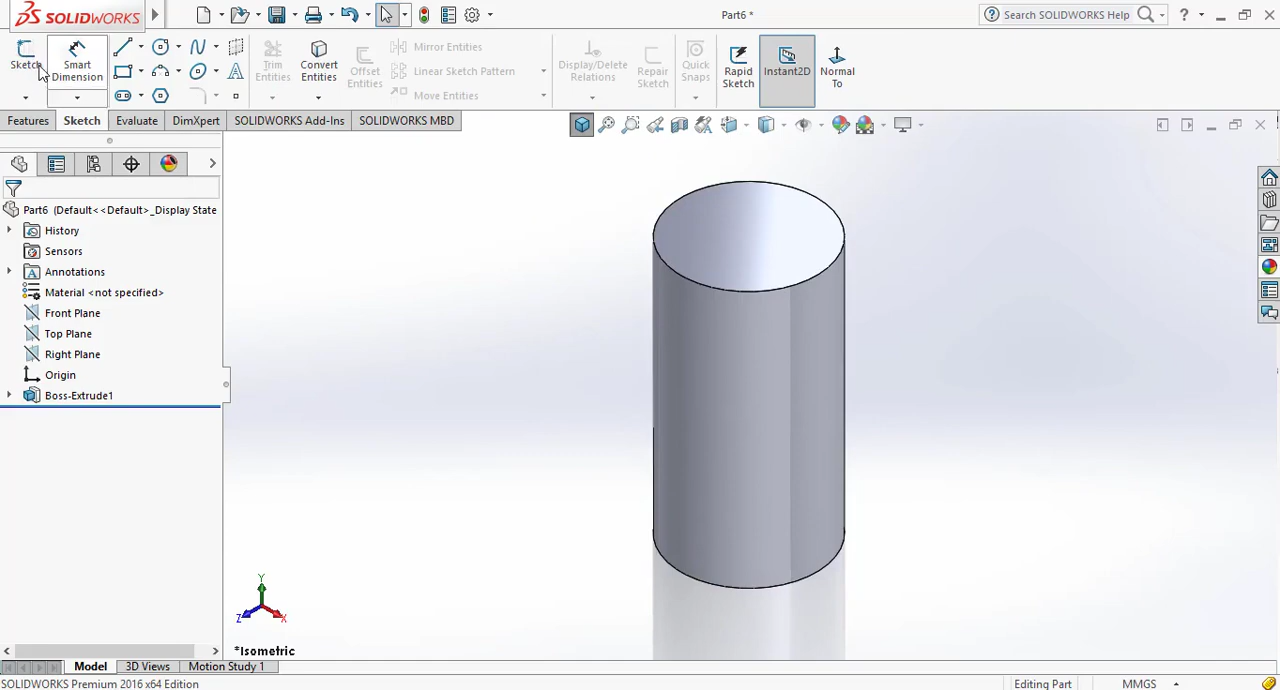 SOLIDWORKS
Part6 *
Search SOLIDWORKS Help
?
Sketch
Smart Dimension
Trim Entities
Convert Entities
Offset Entities
Mirror Entities
Linear Sketch Pattern
Move Entities
Display/Delete Relations
Repair Sketch
Quick Snaps
Rapid Sketch
Instant2D
Normal To
Features
Sketch
Evaluate
DimXpert
SOLIDWORKS Add-Ins
SOLIDWORKS MBD
Part6 (Default<<Default>_Display State
History
Sensors
Annotations
Material <not specified>
Front Plane
Top Plane
Right Plane
Origin
Boss-Extrude1
Y
Z
X
*Isometric
Model
3D Views
Motion Study 1
SOLIDWORKS Premium 2016 x64 Edition
Editing Part
MMGS